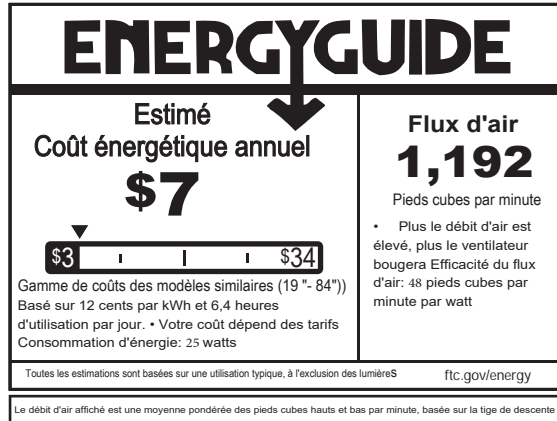 ENERGYGUIDE
Estimé
Coût énergétique annuel
$7
$3 $34
Gamme de coûts des modèles similaires (19 "- 84"))
Basé sur 12 cents par kWh et 6,4 heures
d'utilisation par jour. • Votre coût dépend des tarifs
Consommation d'énergie: 25 watts
Flux d'air
1,192
Pieds cubes par minute
• Plus le débit d'air est
élevé, plus le ventilateur
bougera Efficacité du flux
d'air: 48 pieds cubes par
minute par watt
Toutes les estimations sont basées sur une utilisation typique, à l'exclusion des lumièreS
ftc.gov/energy
Le débit d'air affiché est une moyenne pondérée des pieds cubes hauts et bas par minute, basée sur la tige de descente